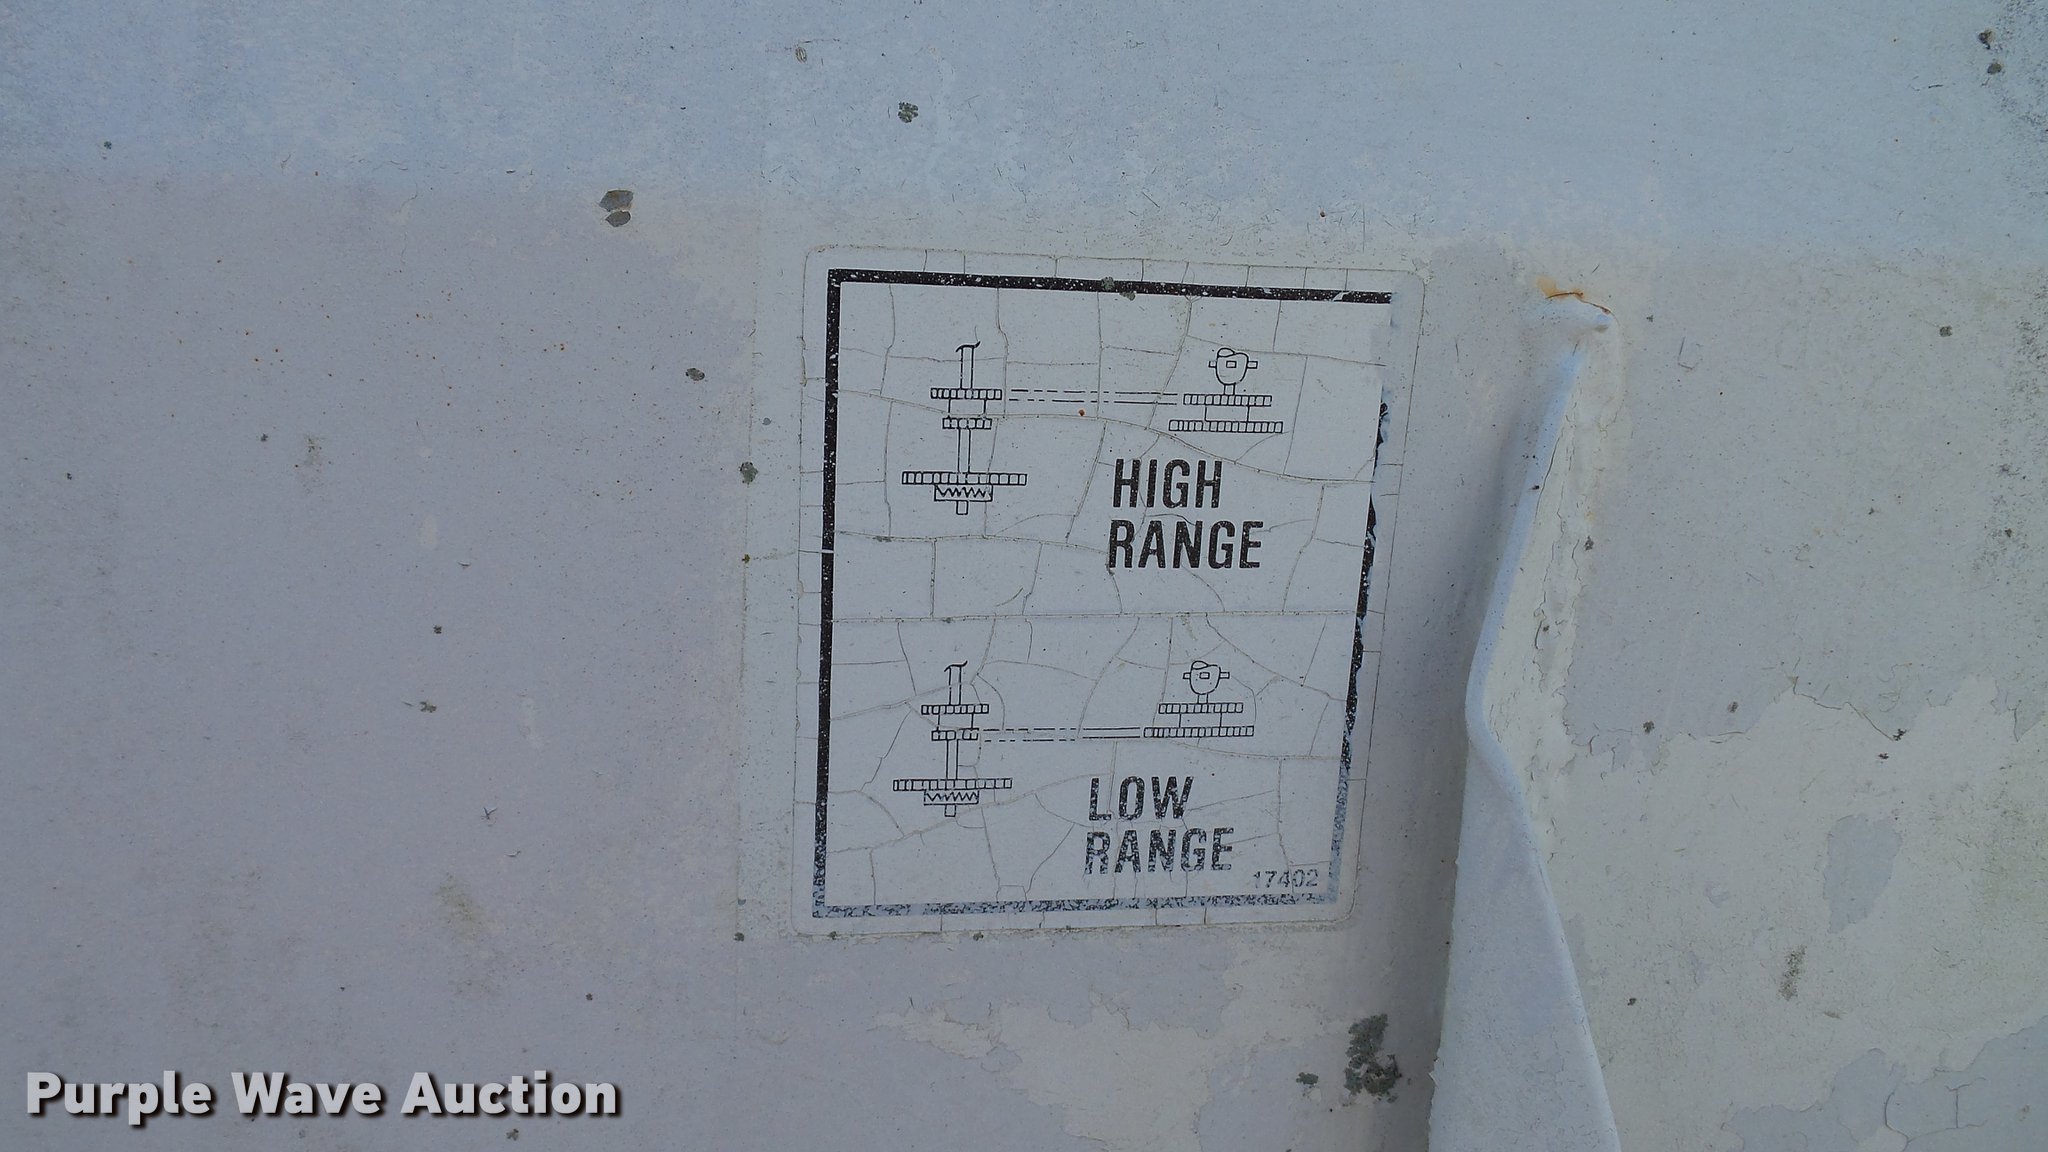 HIGH
RANGE
LOW
RANGE
17402
Purple Wave Auction